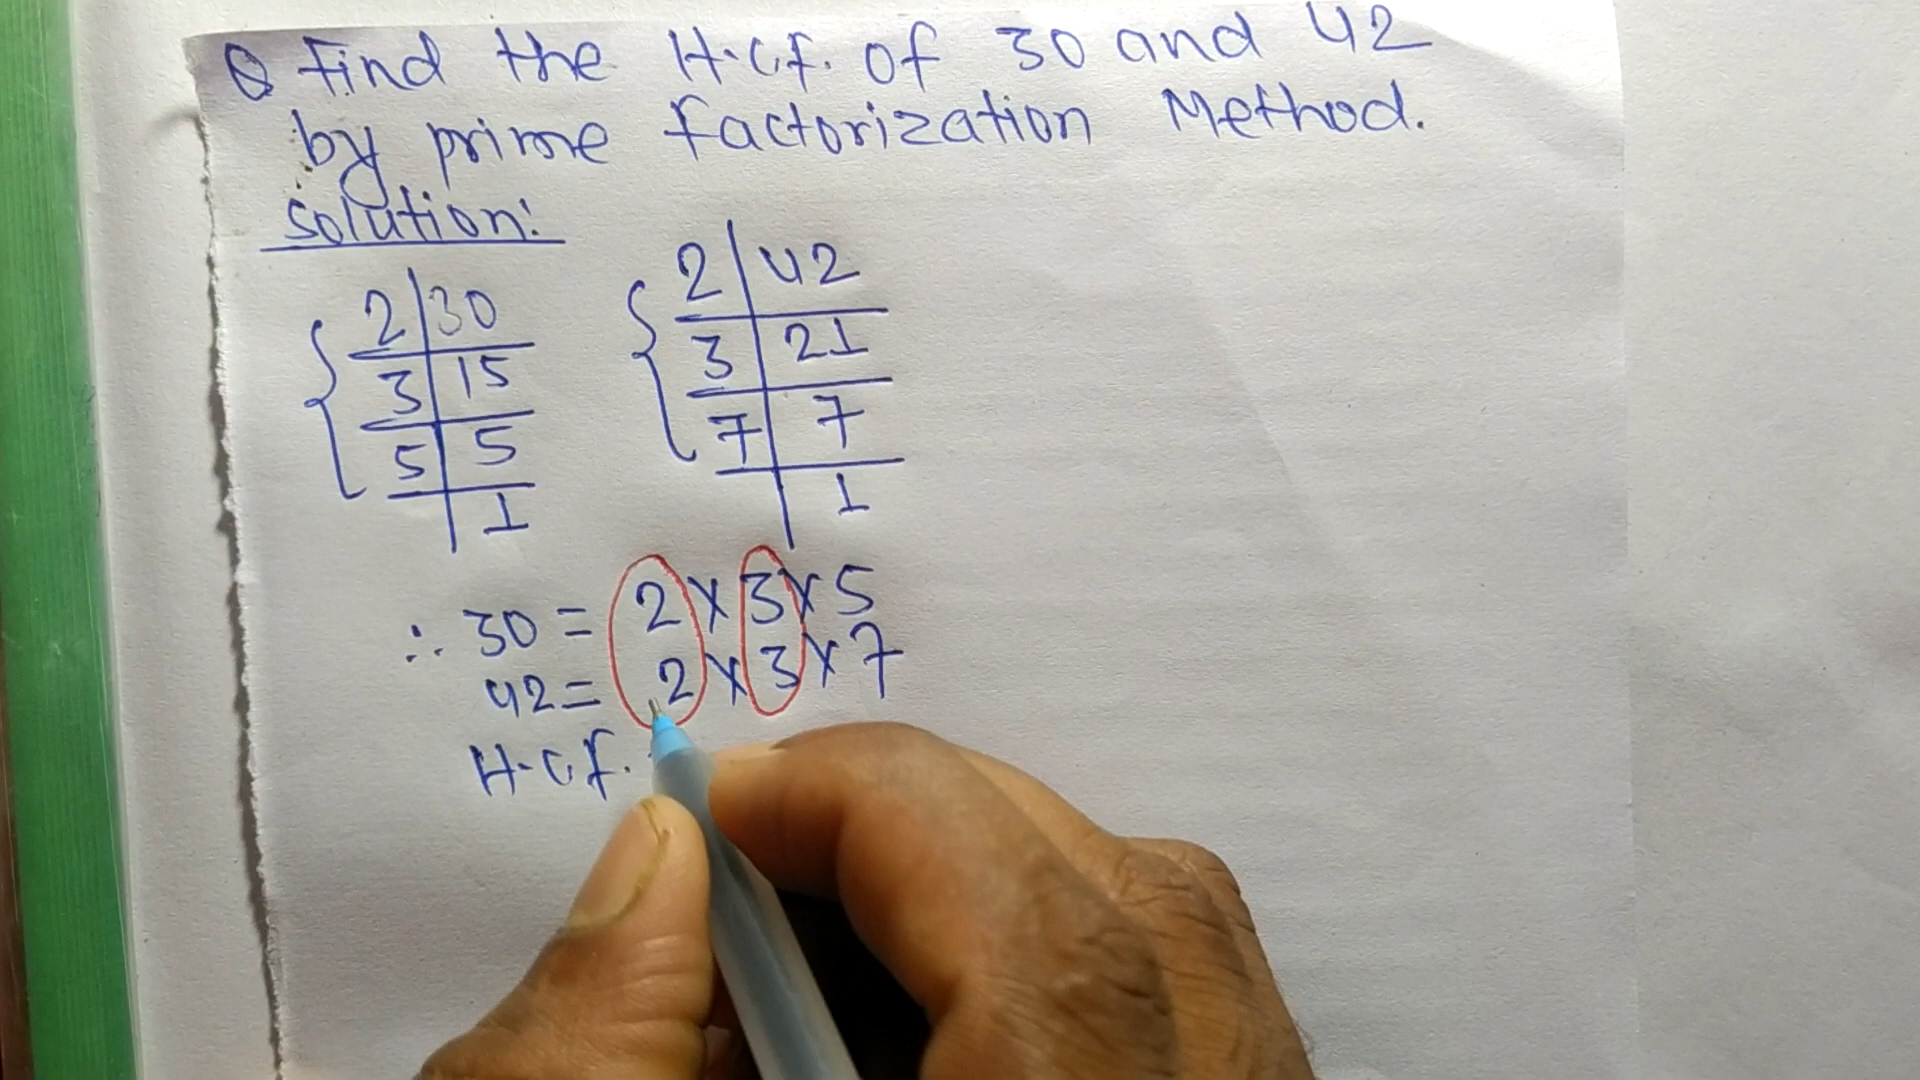 Q Find the H.C.F. of 30 and 42
by prime factorization Method.
solution:
2 | 30
3 | 15
5 | 5
1
2 | 42
3 | 21
7 | 7
1
∴ 30 = 2 x 3 x 5
42 = 2 x 3 x 7
H.C.F.